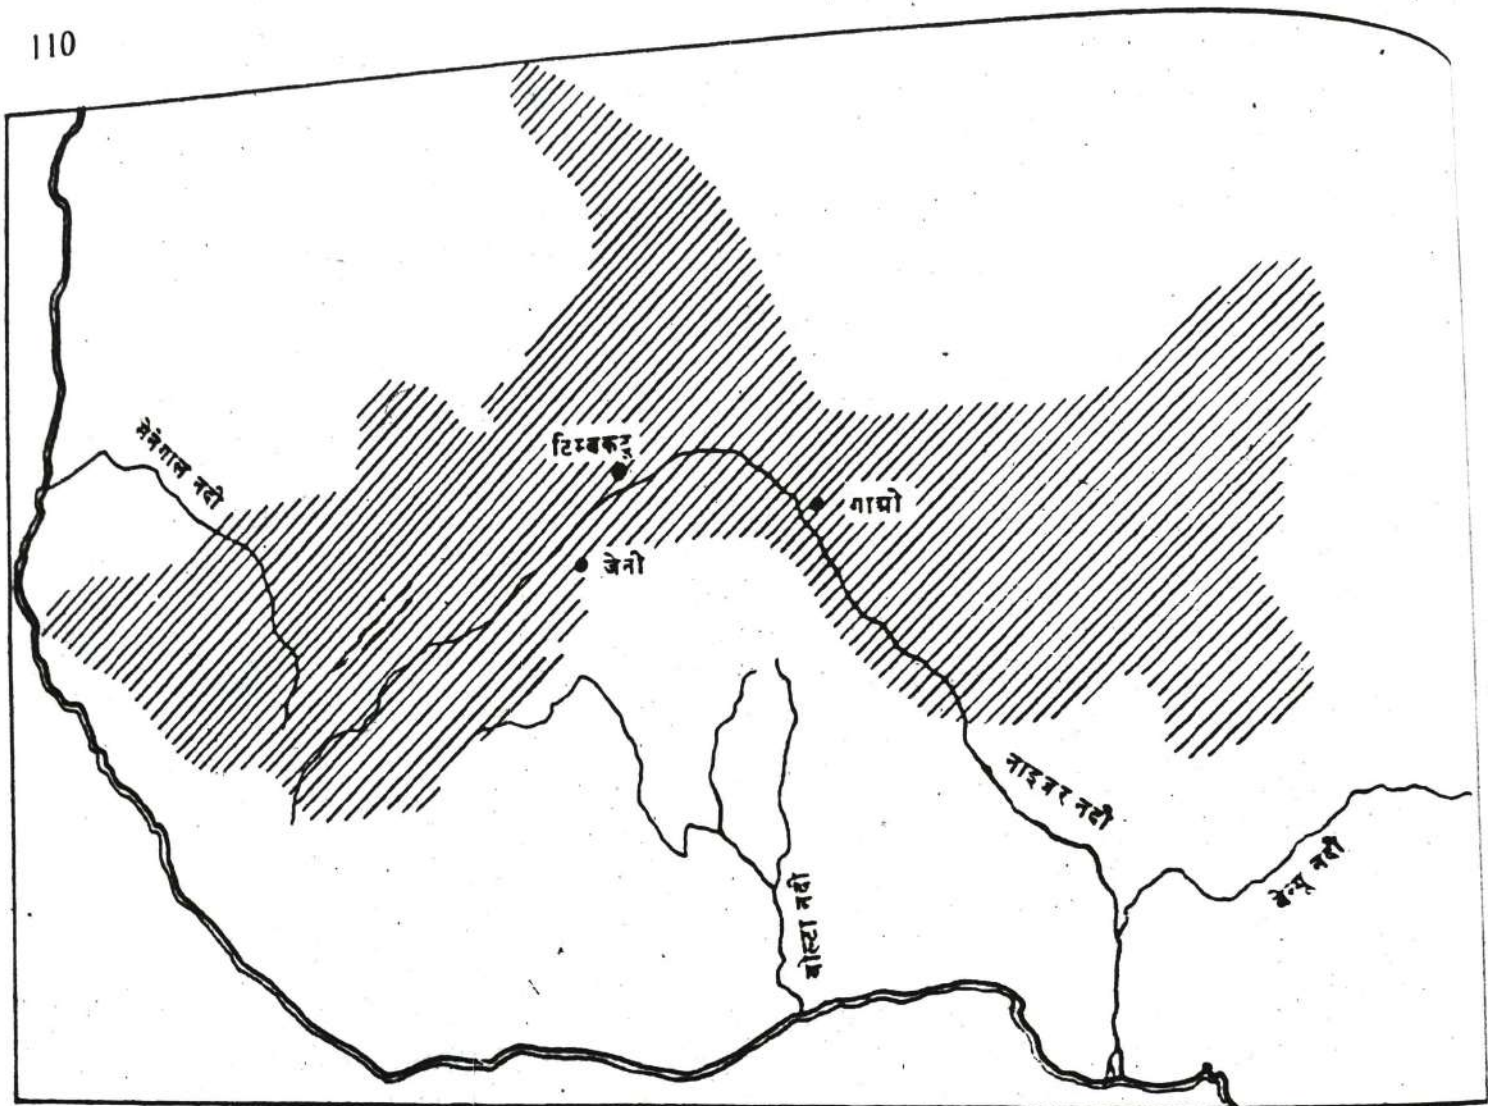 110
सेनेगाल नदी
टिम्बकटु
गाओ
जेनी
नाइजर नदी
बेन्यू नदी
वोल्टा नदी